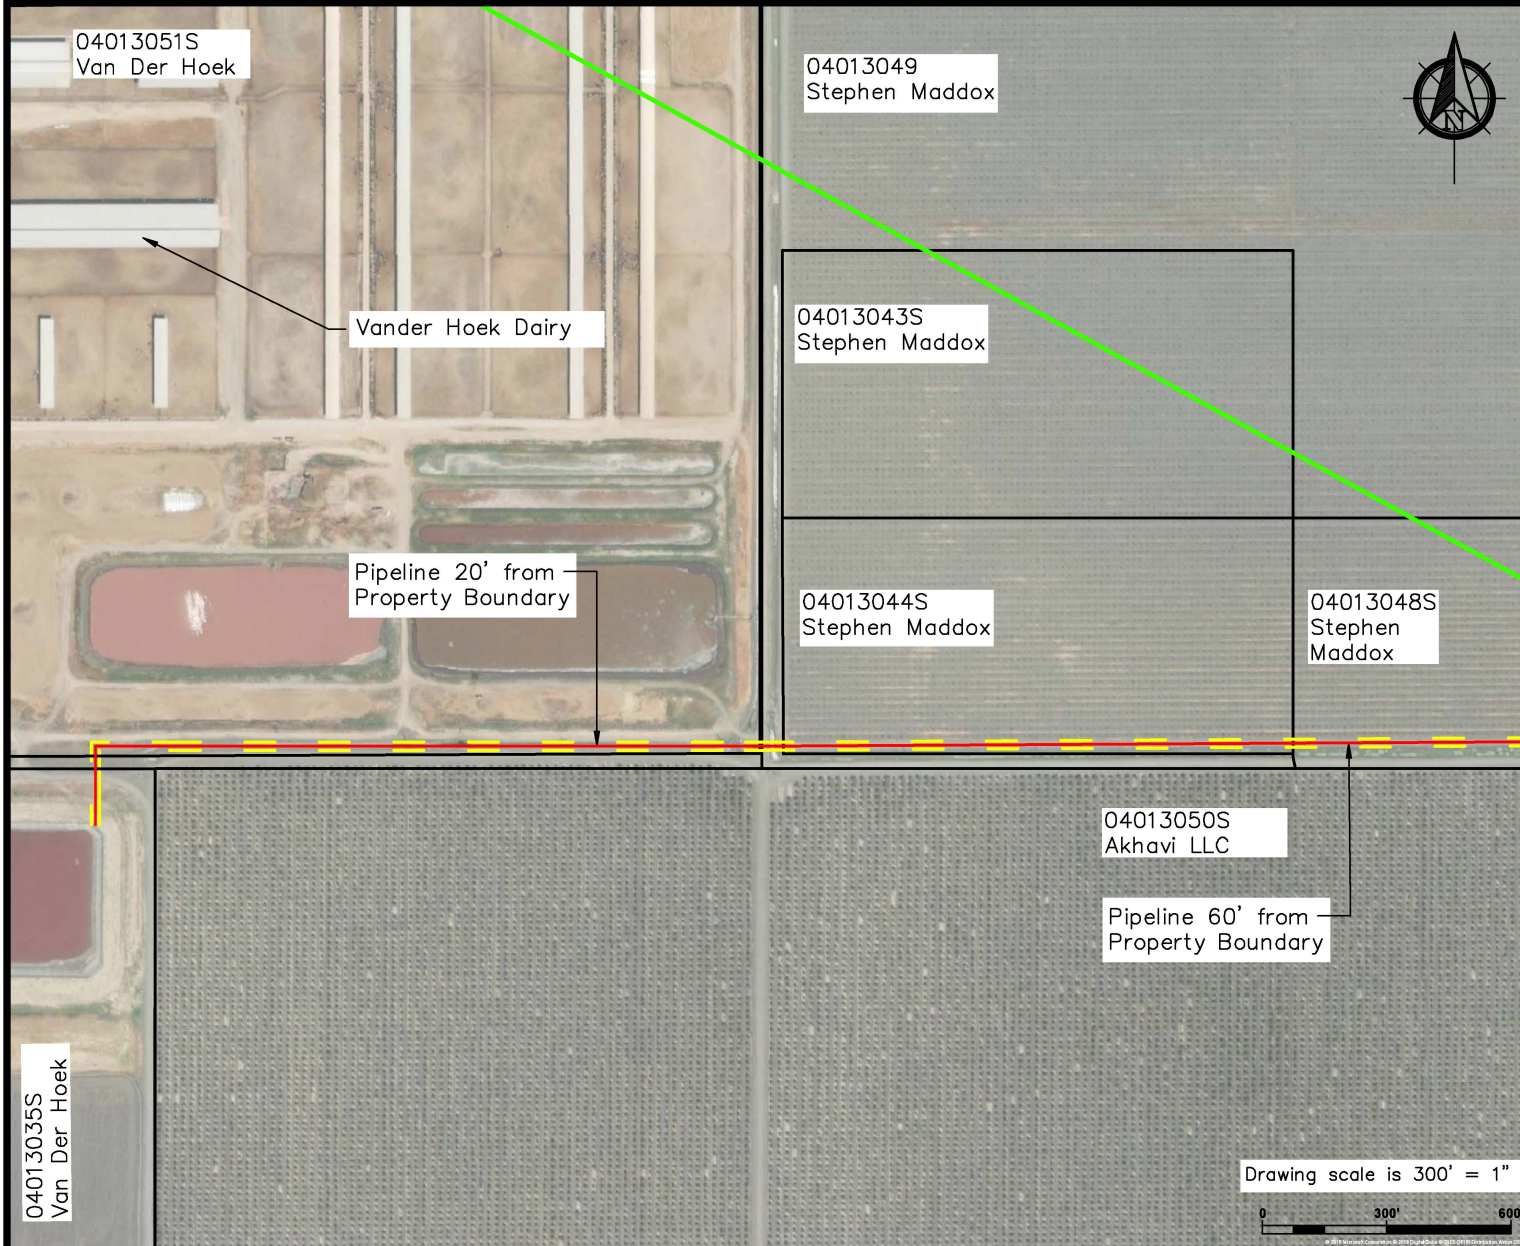 04013051S
Van Der Hoek
04013049
Stephen Maddox
N
04013043S
Stephen Maddox
Vander Hoek Dairy
Pipeline 20' from
Property Boundary
04013044S
Stephen Maddox
04013048S
Stephen
Maddox
04013050S
Akhavi LLC
Pipeline 60' from
Property Boundary
04013035S
Van Der Hoek
Drawing scale is 300' = 1"
0 300' 600